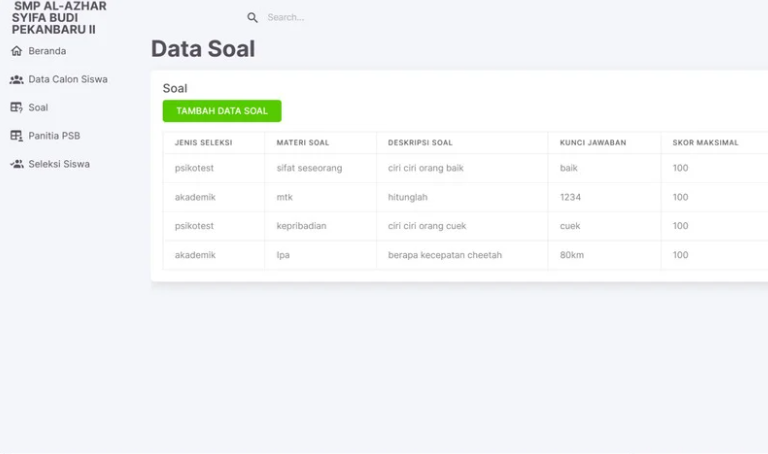 SMP AL-AZHAR
SYIFA BUDI
PEKANBARU II
Search...
Beranda
Data Calon Siswa
Soal
Panitia PSB
Seleksi Siswa
Data Soal
Soal
TAMBAH DATA SOAL
JENIS SELEKSI MATERI SOAL DESKRIPSI SOAL KUNCI JAWABAN SKOR MAKSIMAL
psikotest sifat seseorang ciri ciri orang baik baik 100
akademik mtk hitunglah 1234 100
psikotest kepribadian ciri ciri orang cuek cuek 100
akademik Ipa berapa kecepatan cheetah 80km 100